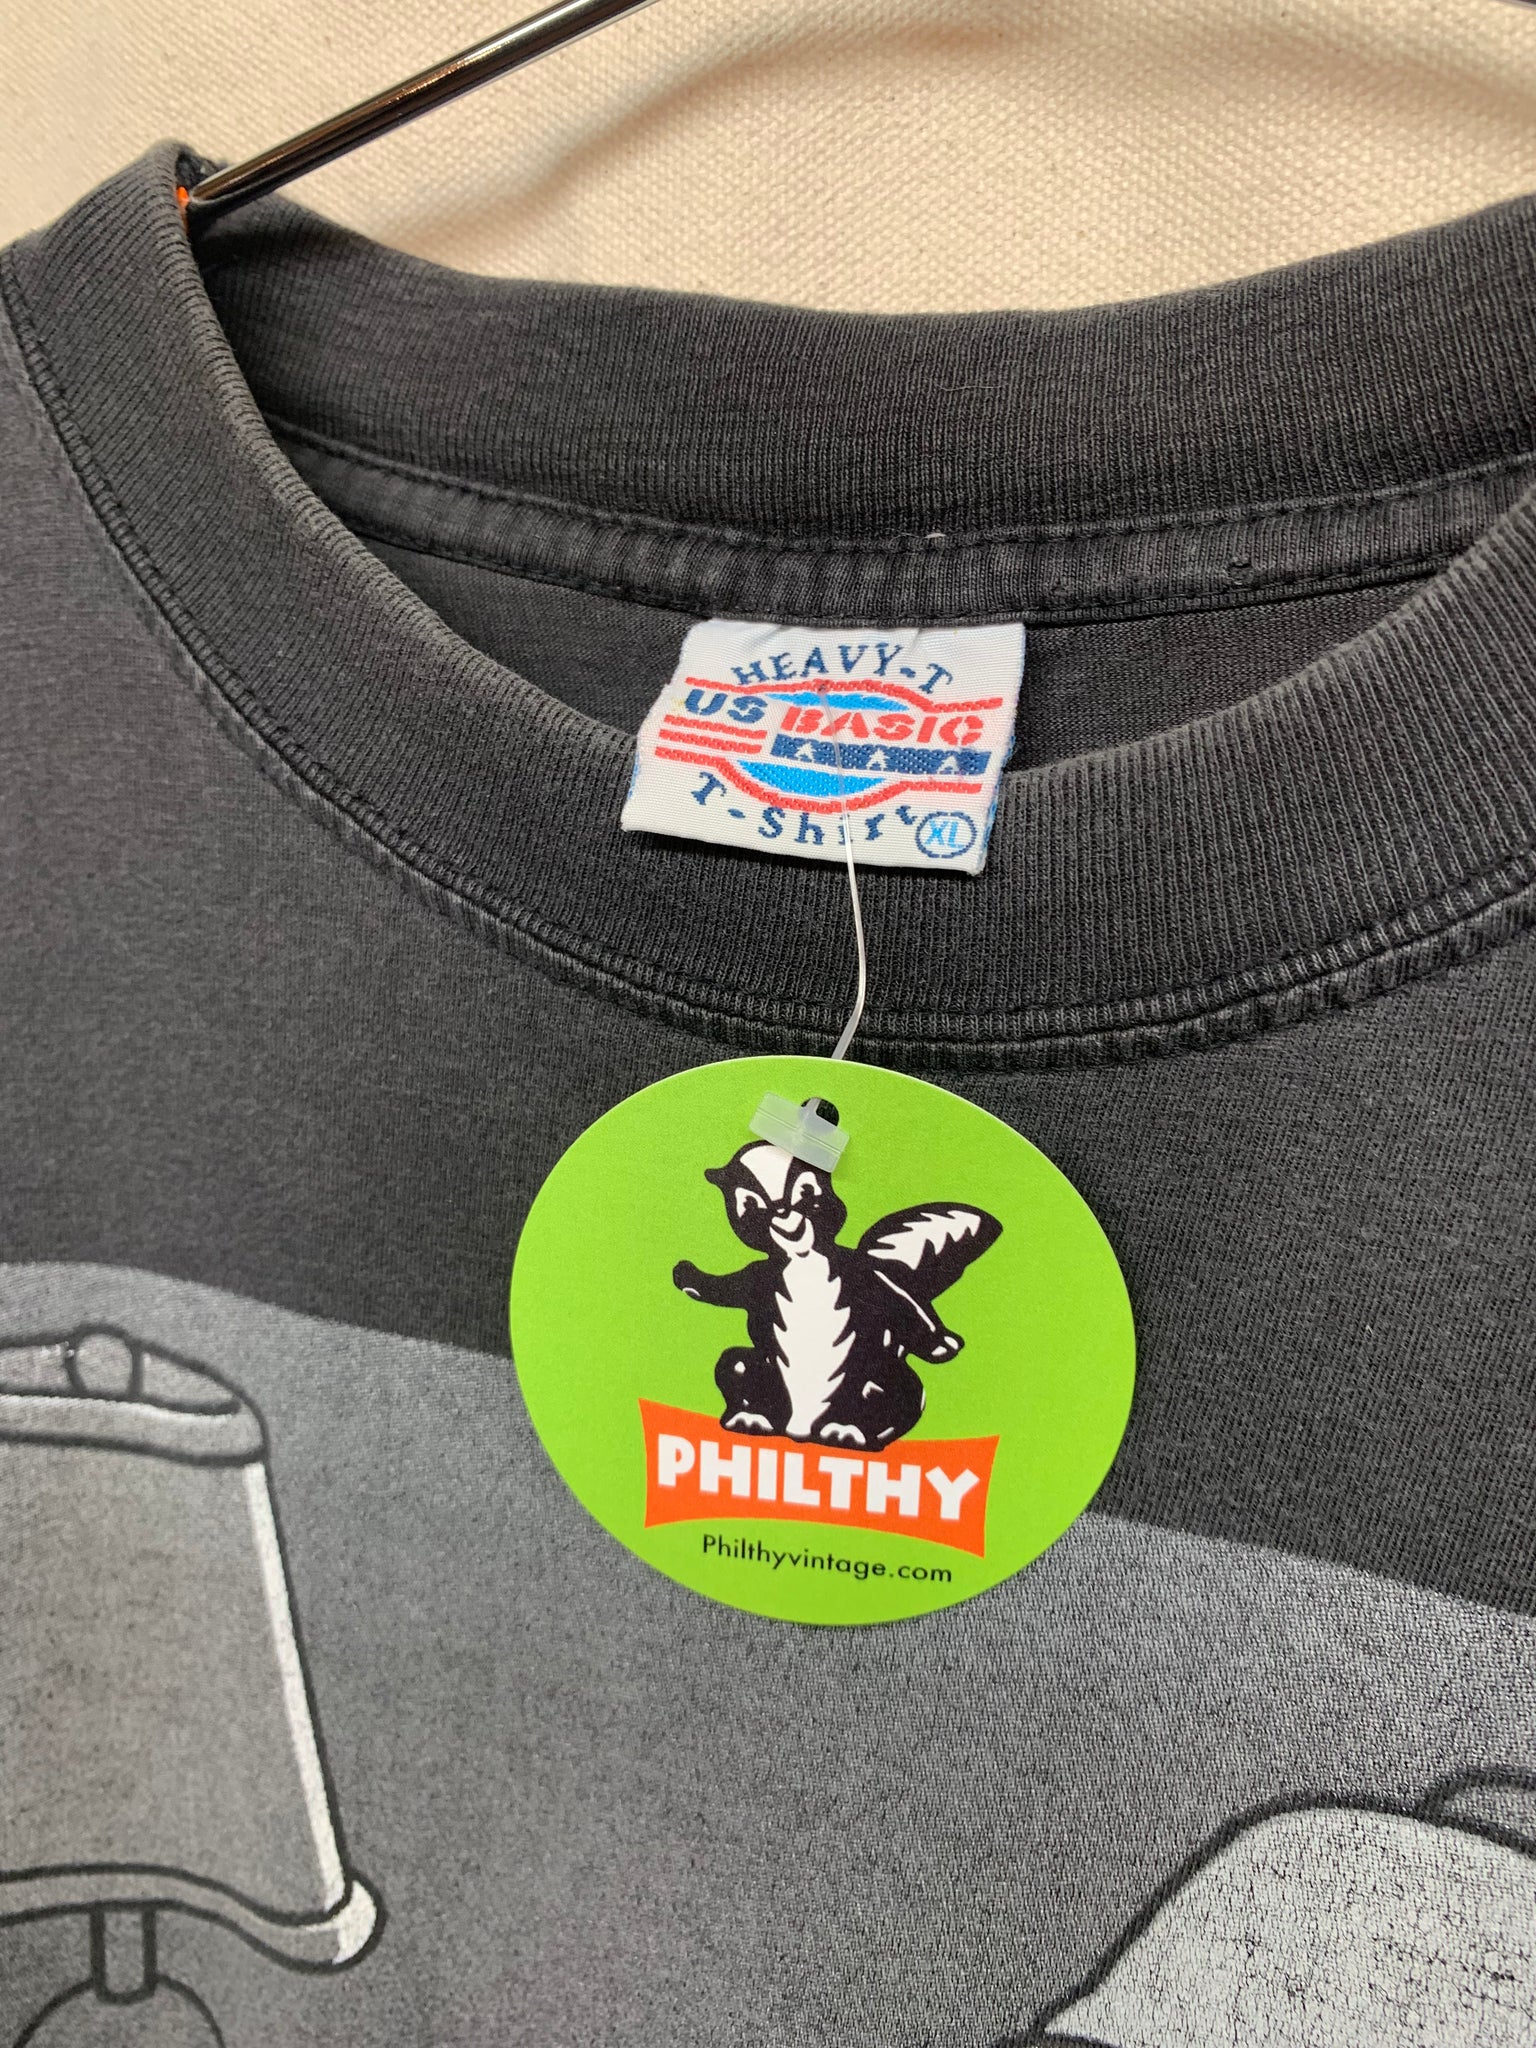 HEAVY-T
US BASIC
T-Shirt
XL
PHILTHY
Philthyvintage.com